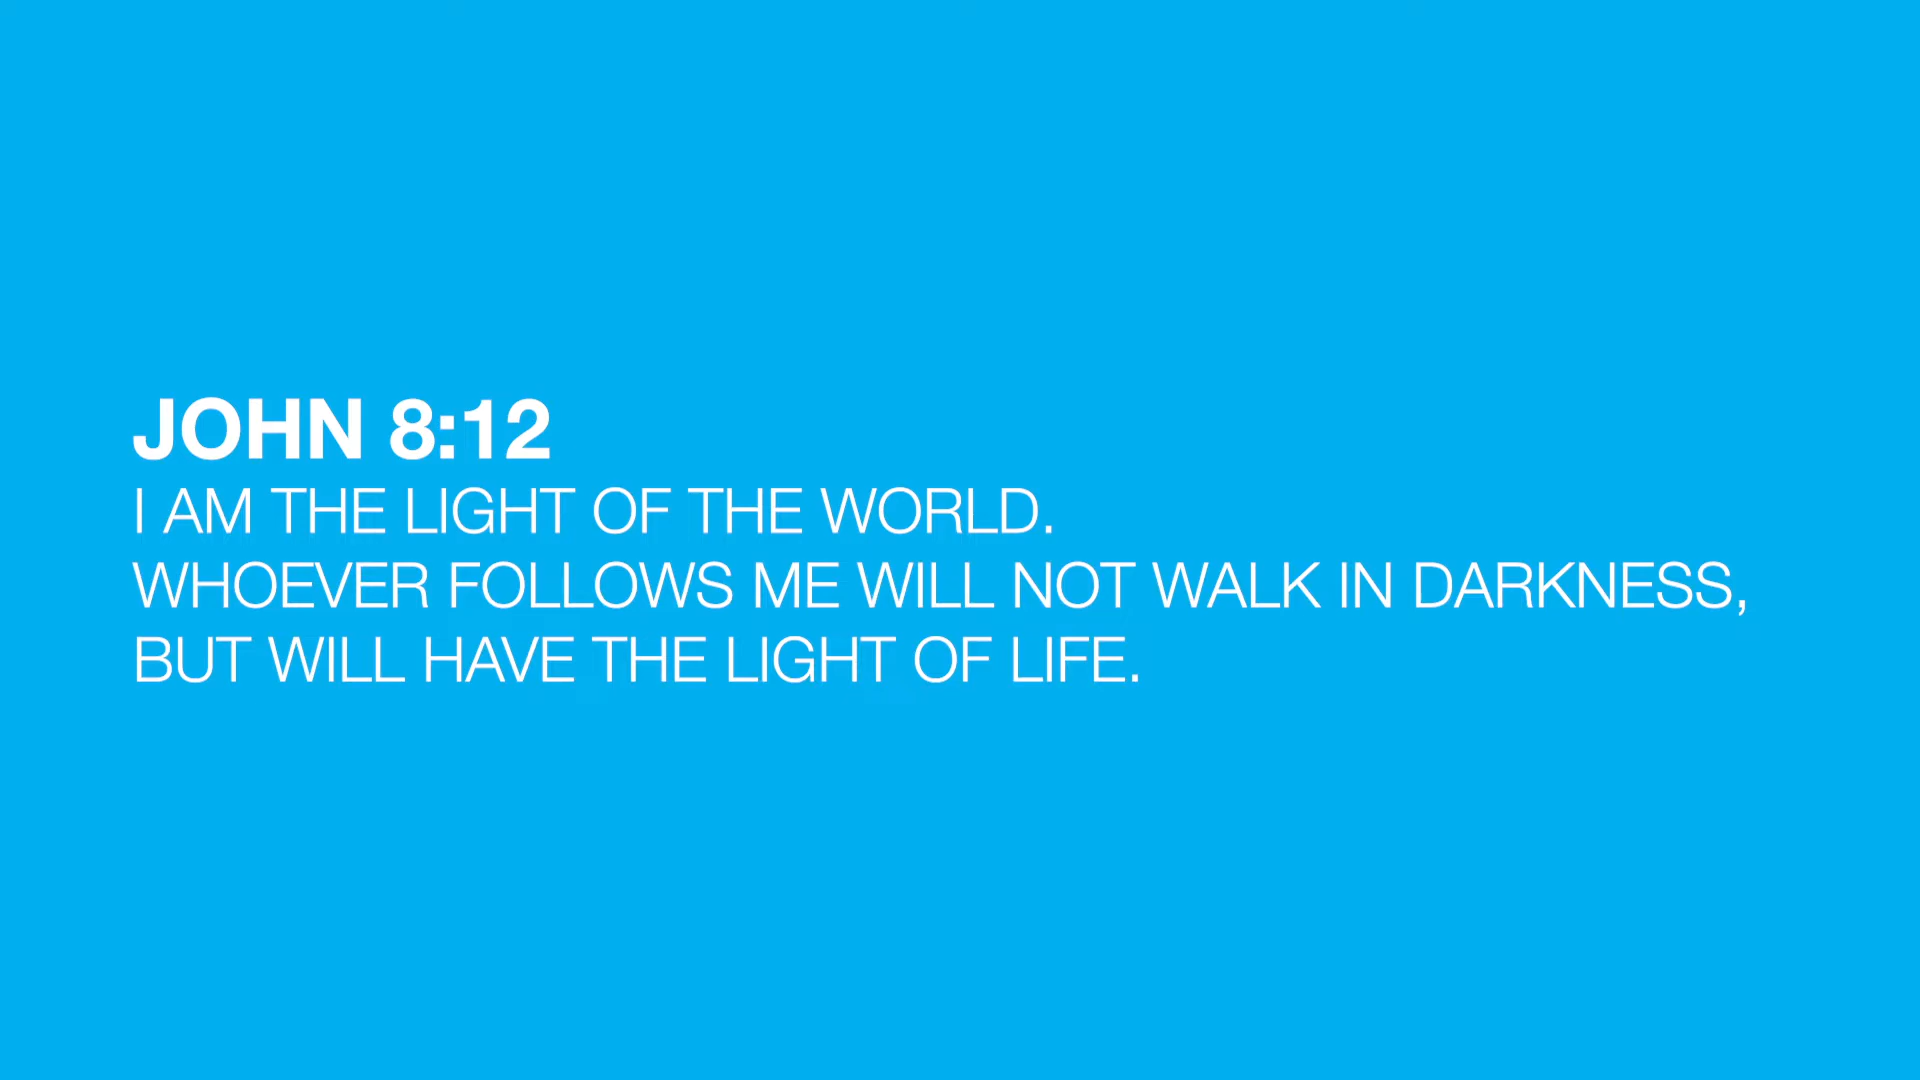 JOHN 8:12
I AM THE LIGHT OF THE WORLD.
WHOEVER FOLLOWS ME WILL NOT WALK IN DARKNESS,
BUT WILL HAVE THE LIGHT OF LIFE.